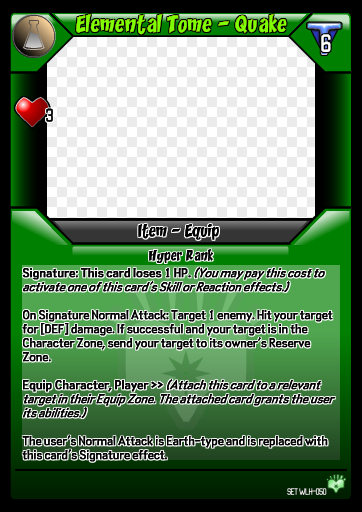 Elemental Tome - Quake
6
3
Item - Equip
Hyper Rank
Signature: This card loses 1 HP. (You may pay this cost to
activate one of this card's Skill or Reaction effects.)
On Signature Normal Attack: Target 1 enemy. Hit your target
for [DEF] damage. If successful and your target is in the
Character Zone, send your target to its owner's Reserve
Zone.
Equip Character, Player >> (Attach this card to a relevant
target in their Equip Zone. The attached card grants the user
its abilities.)
The user's Normal Attack is Earth-type and is replaced with
this card's Signature effect.
SET WLH-050